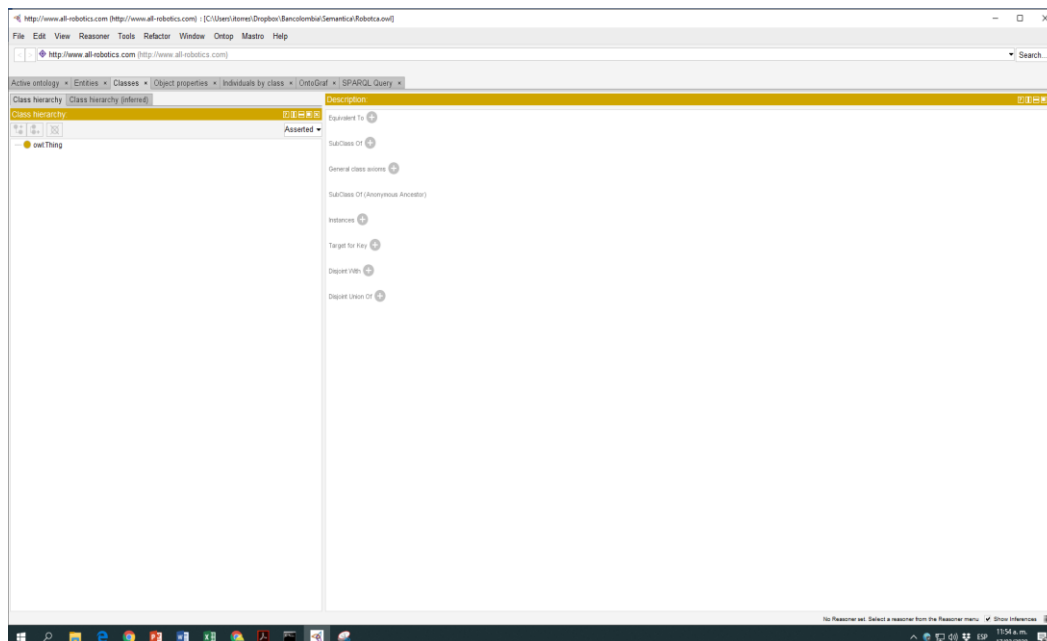 http://www.all-robotics.com (http://www.all-robotics.com) : [C:\Users\itorres\Dropbox\Bancolombia\Semantica\Robotca.owl]
File Edit View Reasoner Tools Refactor Window Ontop Mastro Help
http://www.all-robotics.com (http://www.all-robotics.com) Search...
Active ontology × Entities × Classes × Object properties × Individuals by class × OntoGraf × SPARQL Query ×
Class hierarchy Class hierarchy (inferred)
Class hierarchy
Asserted
owl:Thing
Description
Equivalent To
SubClass Of
General class axioms
SubClass Of (Anonymous Ancestor)
Instances
Target for Key
Disjoint With
Disjoint Union Of
No Reasoner set. Select a reasoner from the Reasoner menu Show Inferences
ESP
11:54 a. m.